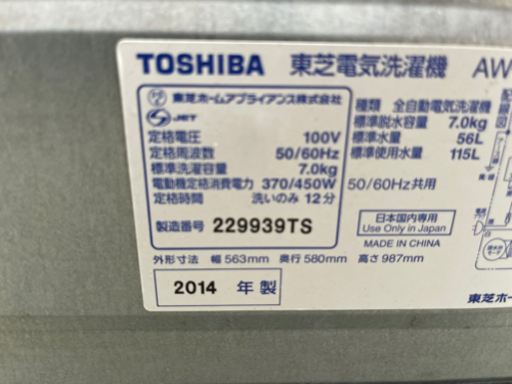 TOSHIBA 東芝電気洗濯機 AW
東芝ホームアプライアンス株式会社
JET
定格電圧 100V
定格周波数 50/60Hz
標準洗濯容量 7.0kg
電動機定格消費電力 370/450W
定格時間 洗いのみ 12分
種類 全自動電気洗濯機
標準脱水容量 7.0kg
標準水量 56L
標準使用水量 115L
50/60Hz共用
製造番号 229939TS
日本国内専用
Use Only in Japan
MADE IN CHINA
外形寸法 幅 563mm 奥行 580mm 高さ 987mm
2014 年製
配線図
東芝ホー